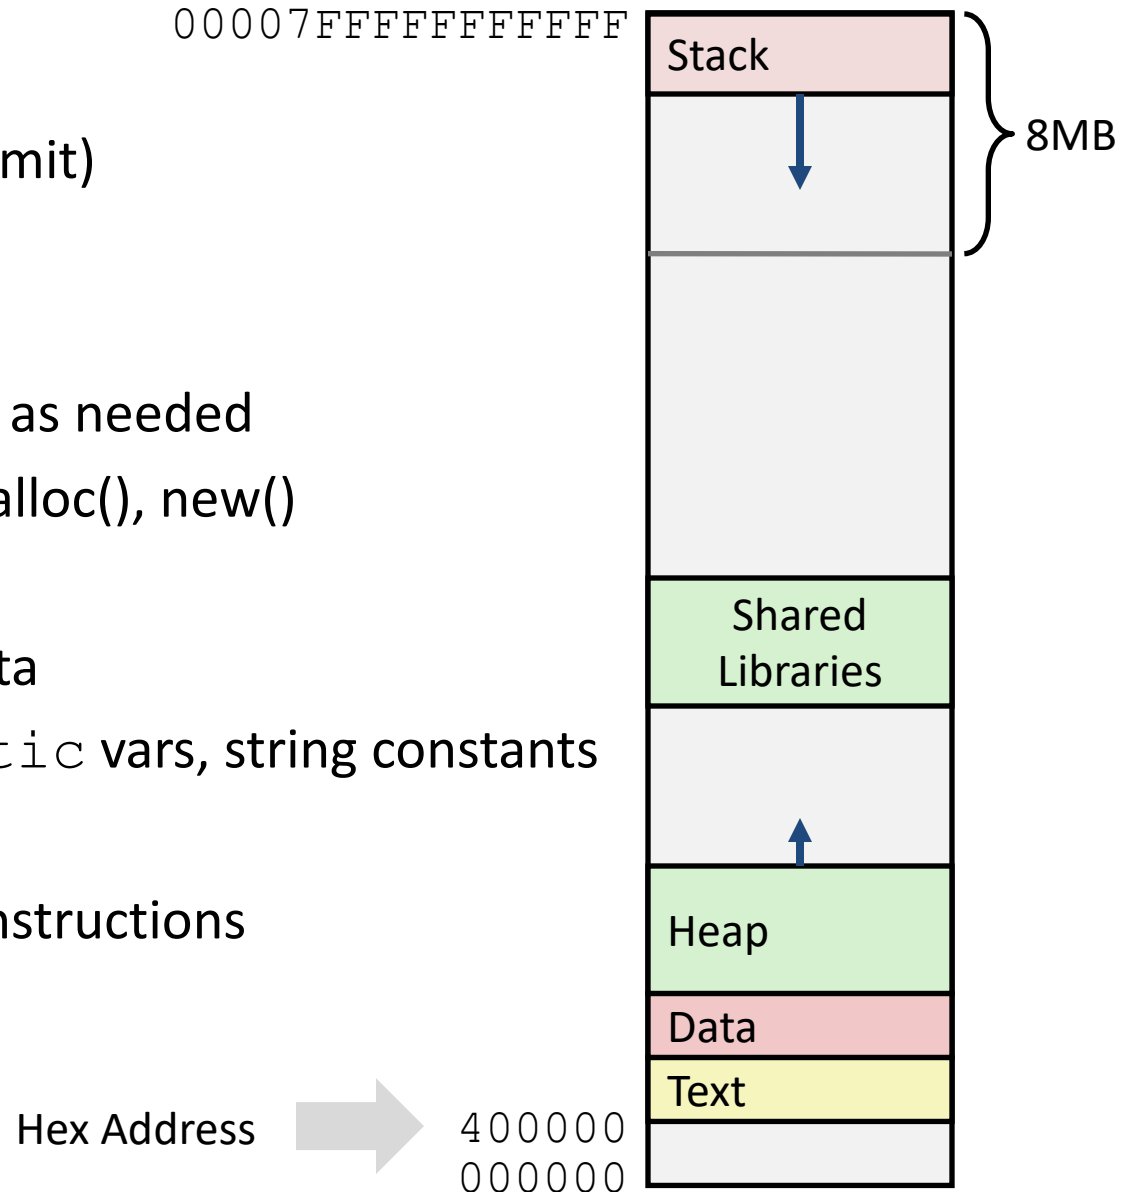 00007FFFFFFFFFFF
Stack
8MB
mit)
as needed
alloc(), new()
Shared
Libraries
ta
tic vars, string constants
nstructions
Heap
Data
Text
Hex Address
400000
000000